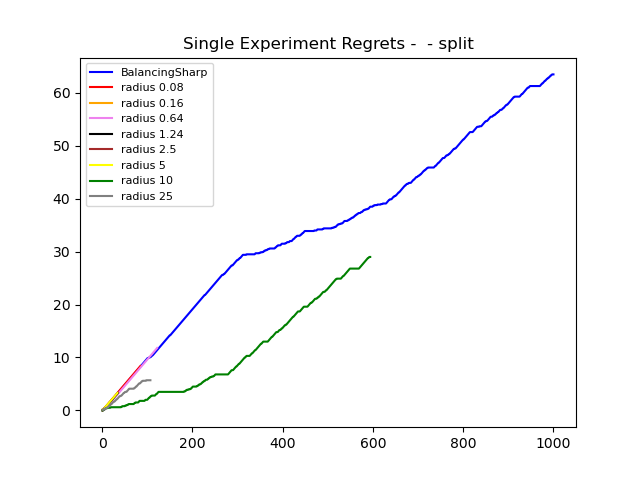 Single Experiment Regrets -  - split
BalancingSharp
radius 0.08
radius 0.16
radius 0.64
radius 1.24
radius 2.5
radius 5
radius 10
radius 25
60
50
40
30
20
10
0
0 200 400 600 800 1000